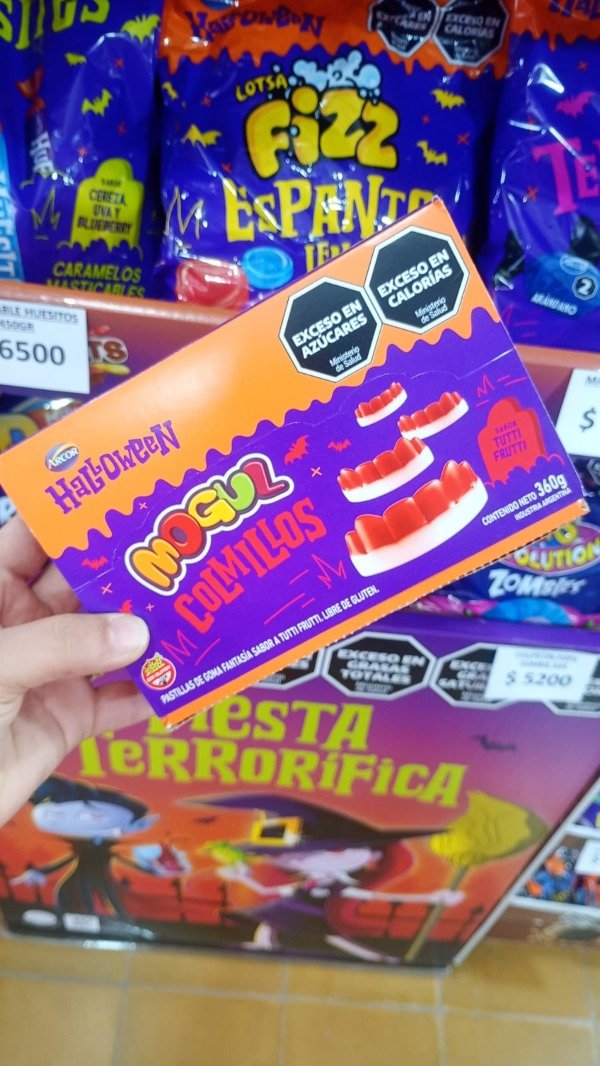 HALLOWEEN
EXCESO EN
CALORÍAS
LOTSA
FIZZ
ESPANTO
SABOR
CEREZA,
UVA Y
BLUEBERRY
CARAMELOS
MASTICABLES
HUESITOS
6500
$
EXCESO EN
AZÚCARES
Ministerio
de Salud
EXCESO EN
CALORÍAS
Ministerio
de Salud
ARCOR
HALLOWEEN
MOGUL
COLMILLOS
SABOR
TUTTI
FRUTTI
CONTENIDO NETO 360g
INDUSTRIA ARGENTINA
PASTILLAS DE GOMA FANTASÍA SABOR A TUTTI FRUTTI. LIBRE DE GLUTEN.
ZOMBIES
EXCESO EN
GRASAS
TOTALES
$ 5200
FIESTA
TERRORÍFICA